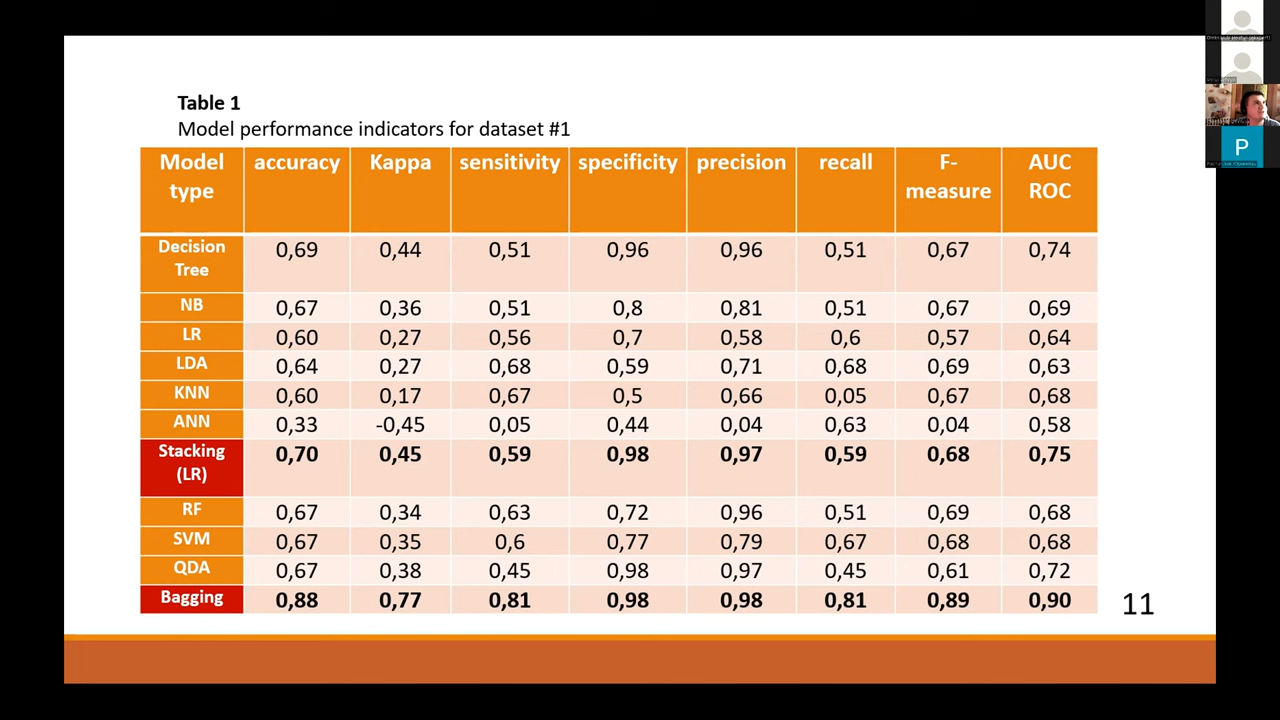 Table 1
Model performance indicators for dataset #1
Model type accuracy Kappa sensitivity specificity precision recall F-measure AUC ROC
Decision Tree 0,69 0,44 0,51 0,96 0,96 0,51 0,67 0,74
NB 0,67 0,36 0,51 0,8 0,81 0,51 0,67 0,69
LR 0,60 0,27 0,56 0,7 0,58 0,6 0,57 0,64
LDA 0,64 0,27 0,68 0,59 0,71 0,68 0,69 0,63
KNN 0,60 0,17 0,67 0,5 0,66 0,05 0,67 0,68
ANN 0,33 -0,45 0,05 0,44 0,04 0,63 0,04 0,58
Stacking (LR) 0,70 0,45 0,59 0,98 0,97 0,59 0,68 0,75
RF 0,67 0,34 0,63 0,72 0,96 0,51 0,69 0,68
SVM 0,67 0,35 0,6 0,77 0,79 0,67 0,68 0,68
QDA 0,67 0,38 0,45 0,98 0,97 0,45 0,61 0,72
Bagging 0,88 0,77 0,81 0,98 0,98 0,81 0,89 0,90
11
P